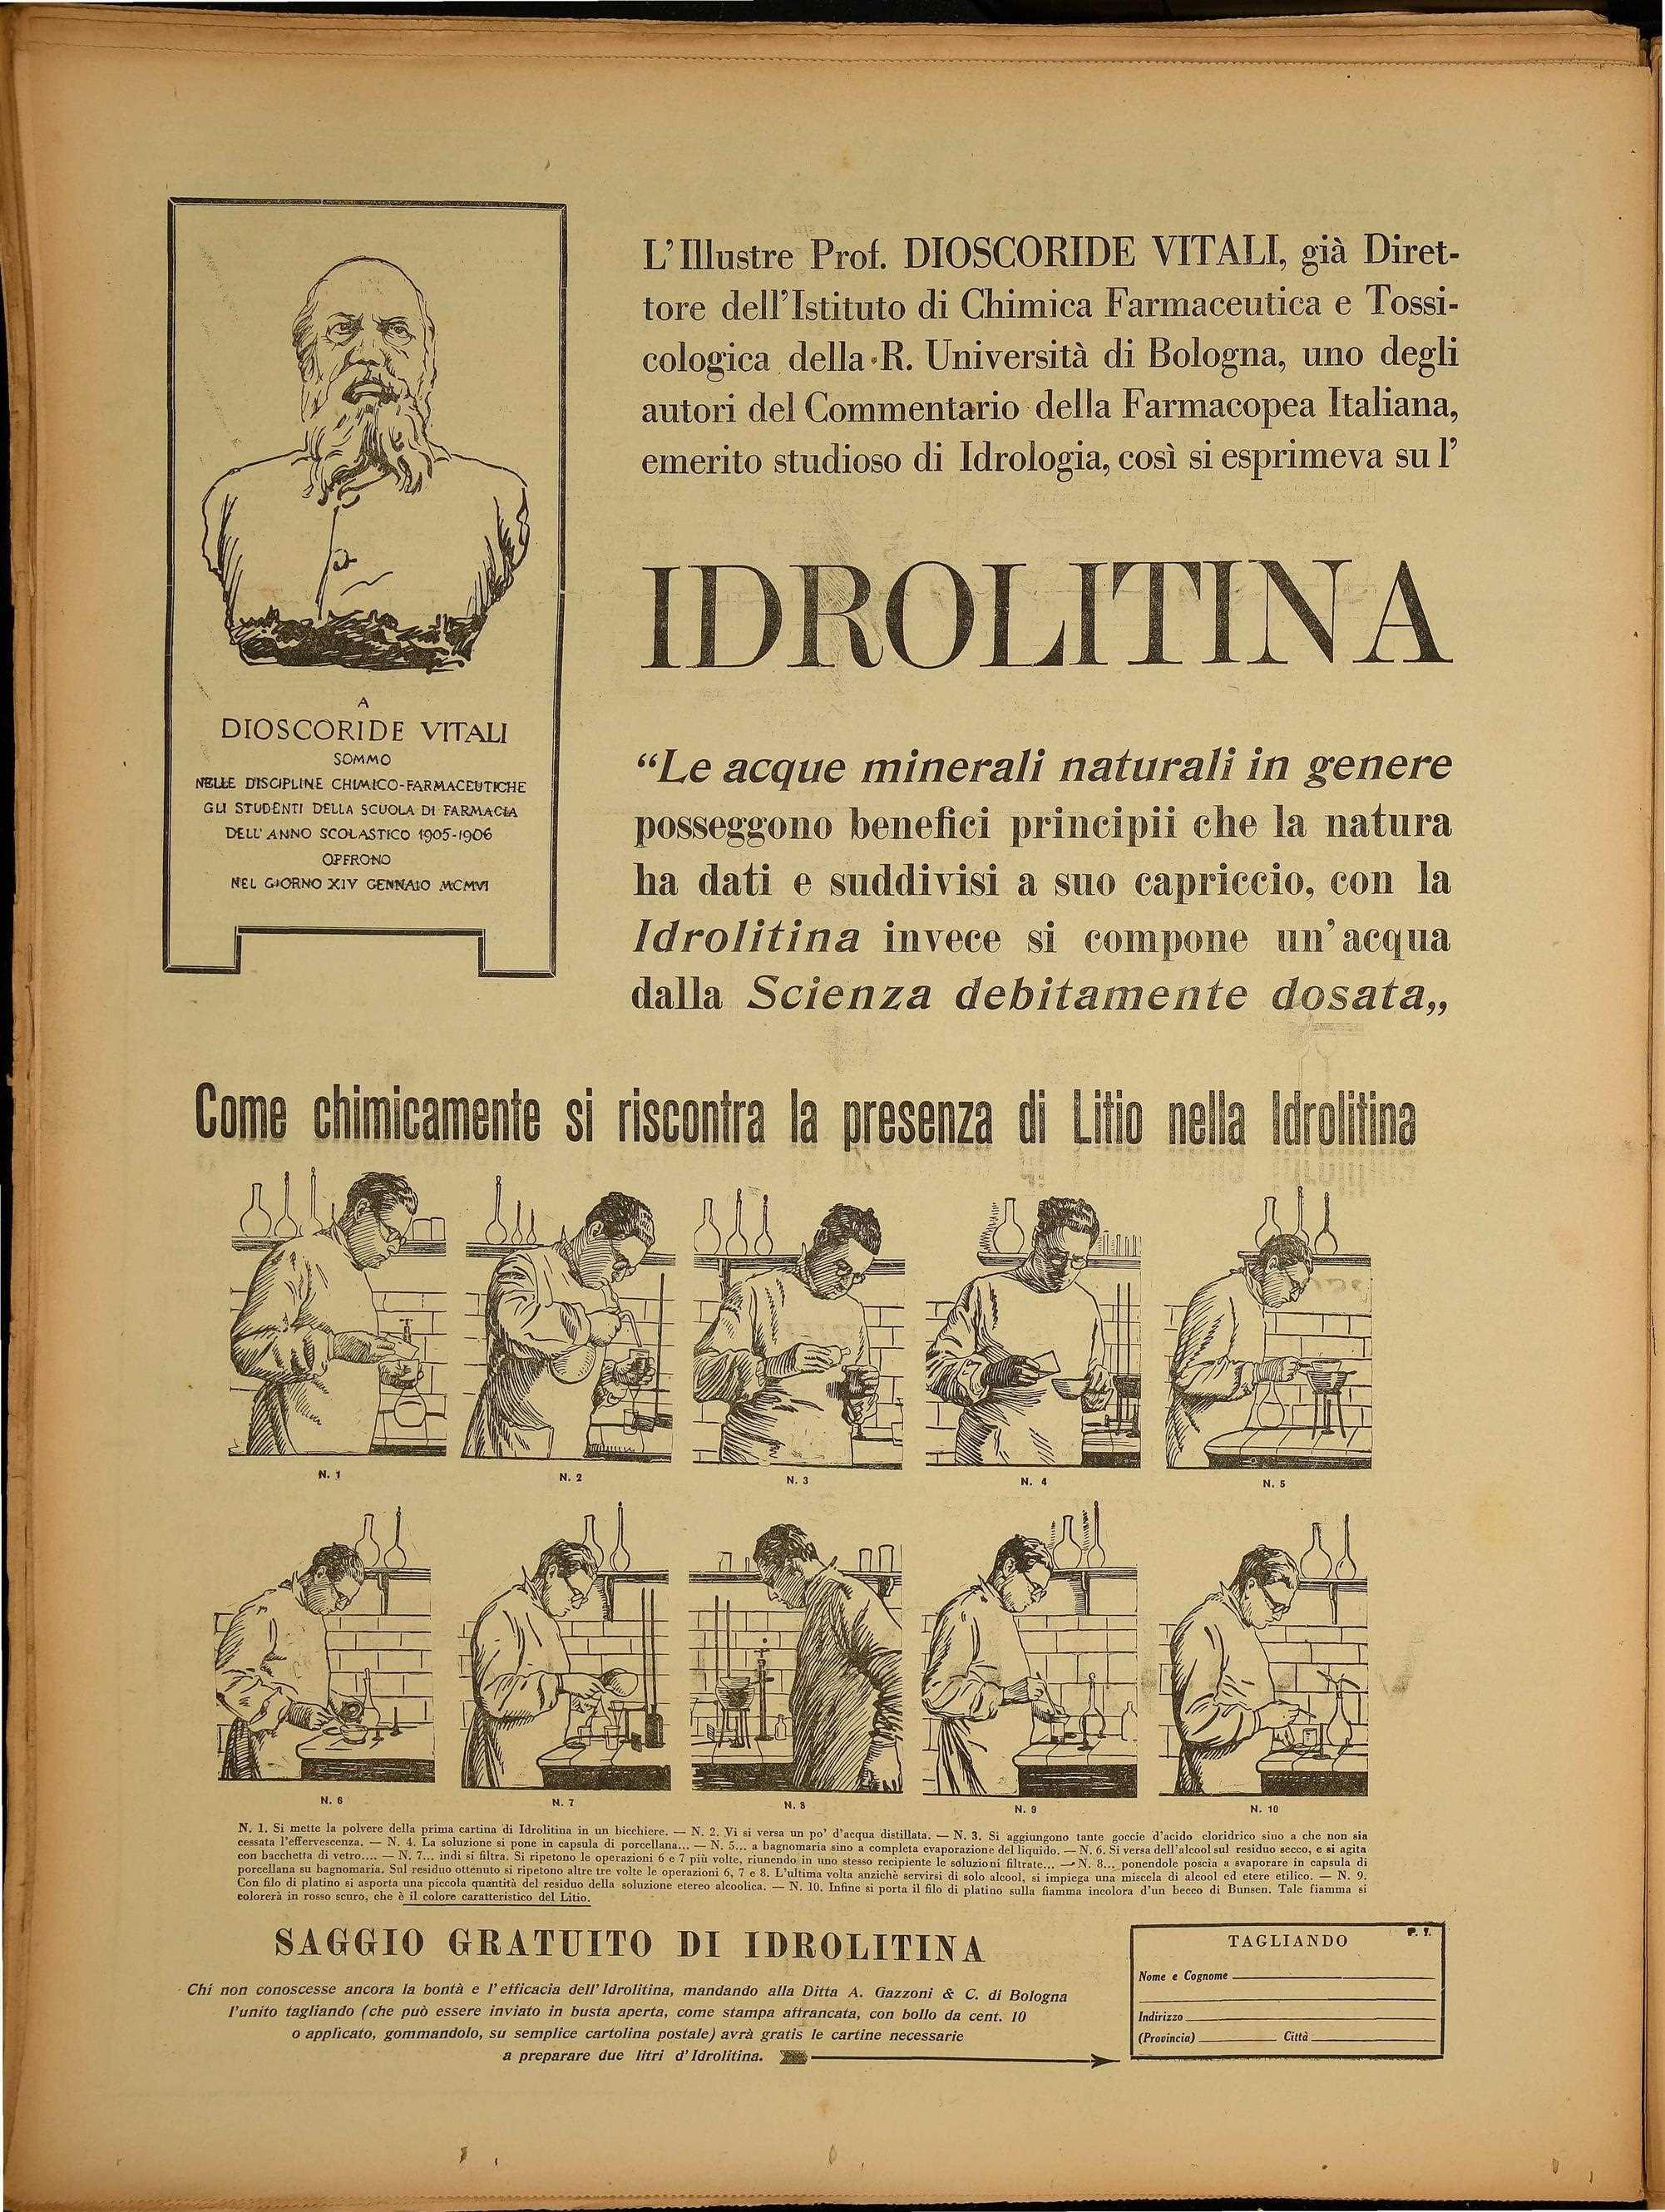 L'Illustre Prof. DIOSCORIDE VITALI, già Diret-
tore dell'Istituto di Chimica Farmaceutica e Tossi-
cologica della R. Università di Bologna, uno degli
autori del Commentario della Farmacopea Italiana,
emerito studioso di Idrologia, così si esprimeva su l'
IDROLITINA
A
DIOSCORIDE VITALI
SOMMO
NELLE DISCIPLINE CHIMICO-FARMACEUTICHE
GLI STUDENTI DELLA SCUOLA DI FARMACIA
DELL'ANNO SCOLASTICO 1905-1906
OFFRONO
NEL GIORNO XIV GENNAIO MCMVI
“Le acque minerali naturali in genere
posseggono benefici principii che la natura
ha dati e suddivisi a suo capriccio, con la
Idrolitina invece si compone un'acqua
dalla Scienza debitamente dosata„
Come chimicamente si riscontra la presenza di Litio nella Idrolitina
N. 1
N. 2
N. 3
N. 4
N. 5
N. 6
N. 7
N. 8
N. 9
N. 10
N. 1. Si mette la polvere della prima cartina di Idrolitina in un bicchiere. — N. 2. Vi si versa un po' d'acqua distillata. — N. 3. Si aggiungono tante goccie d'acido cloridrico sino a che non sia
cessata l'effervescenza. — N. 4. La soluzione si pone in capsula di porcellana... — N. 5... a bagnomaria sino a completa evaporazione del liquido. — N. 6. Si versa dell'alcool sul residuo secco, e si agita
con bacchetta di vetro.... — N. 7... indi si filtra. Si ripetono le operazioni 6 e 7 più volte, riunendo in uno stesso recipiente le soluzioni filtrate... — N. 8... ponendole poscia a svaporare in capsula di
porcellana su bagnomaria. Sul residuo ottenuto si ripetono altre tre volte le operazioni 6, 7 e 8. L'ultima volta anzichè servirsi di solo alcool, si impiega una miscela di alcool ed etere etilico. — N. 9.
Con filo di platino si asporta una piccola quantità del residuo della soluzione etereo alcoolica. — N. 10. Infine si porta il filo di platino sulla fiamma incolora d'un becco di Bunsen. Tale fiamma si
colorerà in rosso scuro, che è il colore caratteristico del Litio.
SAGGIO GRATUITO DI IDROLITINA
Chi non conoscesse ancora la bontà e l'efficacia dell'Idrolitina, mandando alla Ditta A. Gazzoni & C. di Bologna
l'unito tagliando (che può essere inviato in busta aperta, come stampa affrancata, con bollo da cent. 10
o applicato, gommandolo, su semplice cartolina postale) avrà gratis le cartine necessarie
a preparare due litri d'Idrolitina.
P. I.
TAGLIANDO
Nome e Cognome
Indirizzo
(Provincia) Città